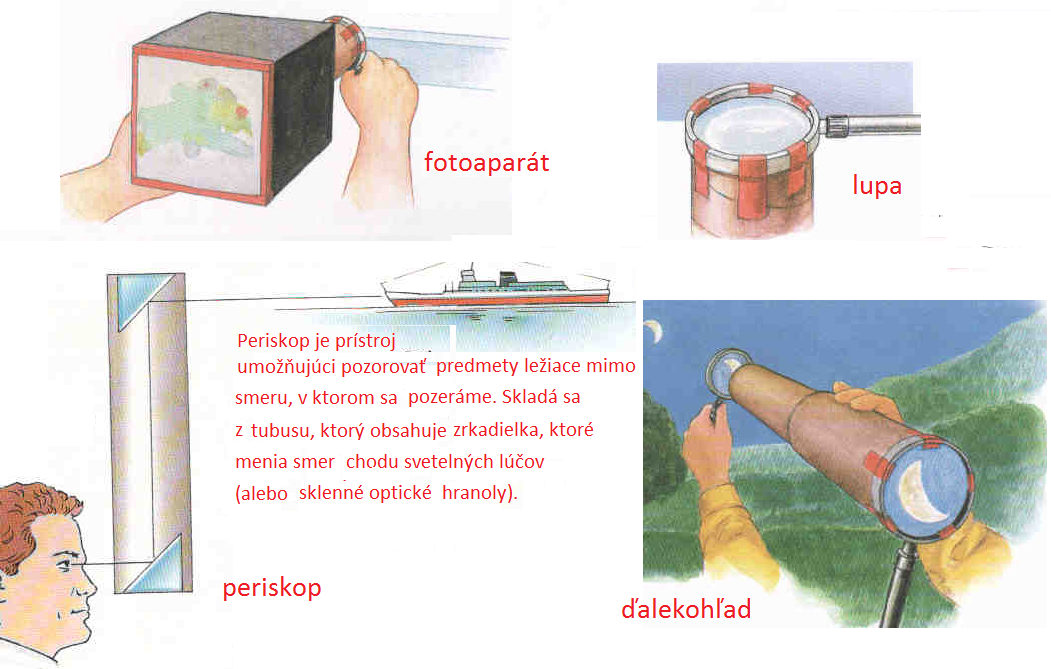 fotoaparát
lupa
Periskop je prístroj
umožňujúci pozorovať predmety ležiace mimo
smeru, v ktorom sa pozeráme. Skladá sa
z tubusu, ktorý obsahuje zrkadielka, ktoré
menia smer chodu svetelných lúčov
(alebo sklenné optické hranoly).
periskop
ďalekohľad